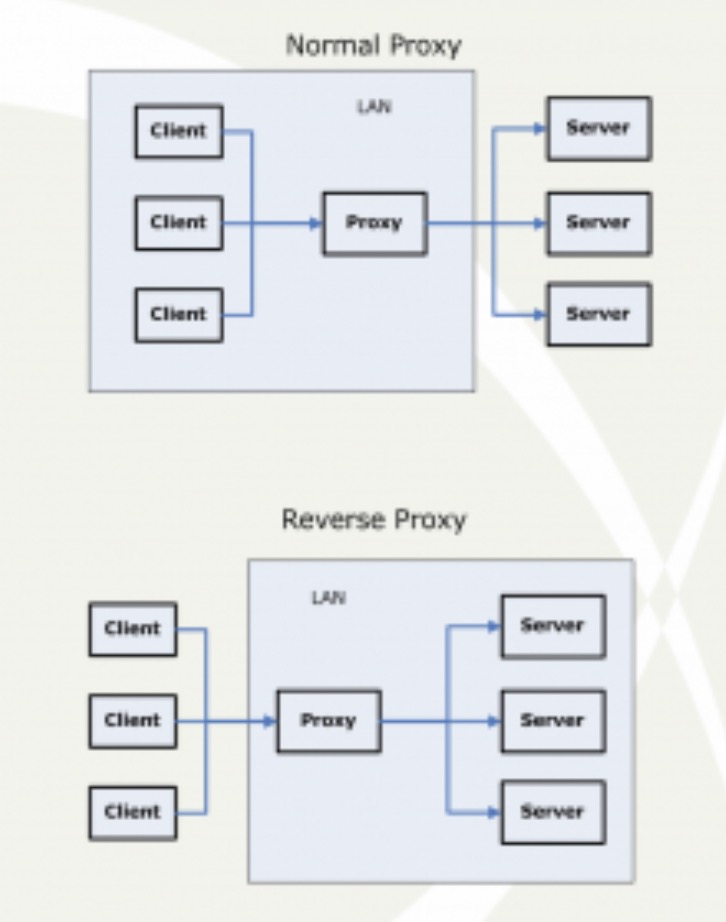 Normal Proxy
LAN
Client
Server
Client
Proxy
Server
Client
Server
Reverse Proxy
LAN
Client
Server
Client
Proxy
Server
Client
Server